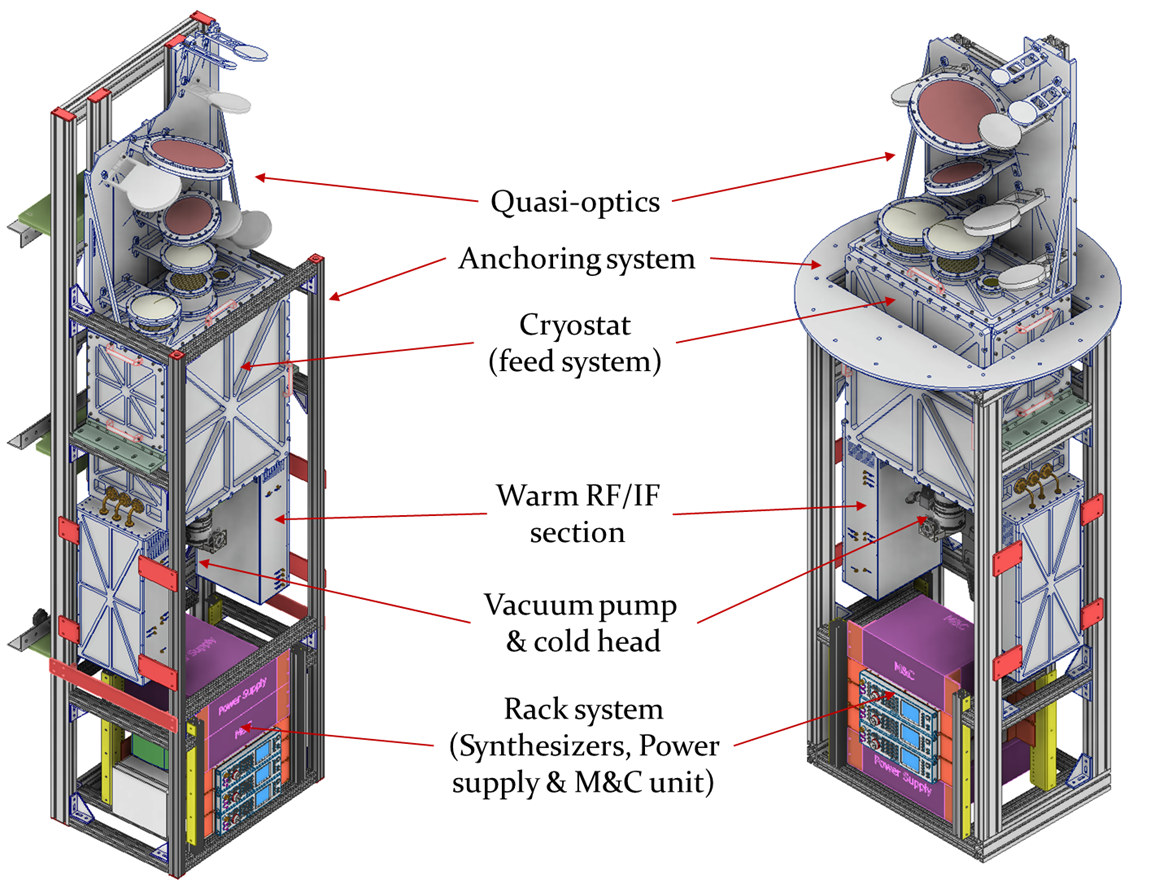 Quasi-optics
Anchoring system
Cryostat
(feed system)
Warm RF/IF
section
Vacuum pump
& cold head
Rack system
(Synthesizers, Power
supply & M&C unit)
Power Supply
M&C
M&C
M&C
Power Supply